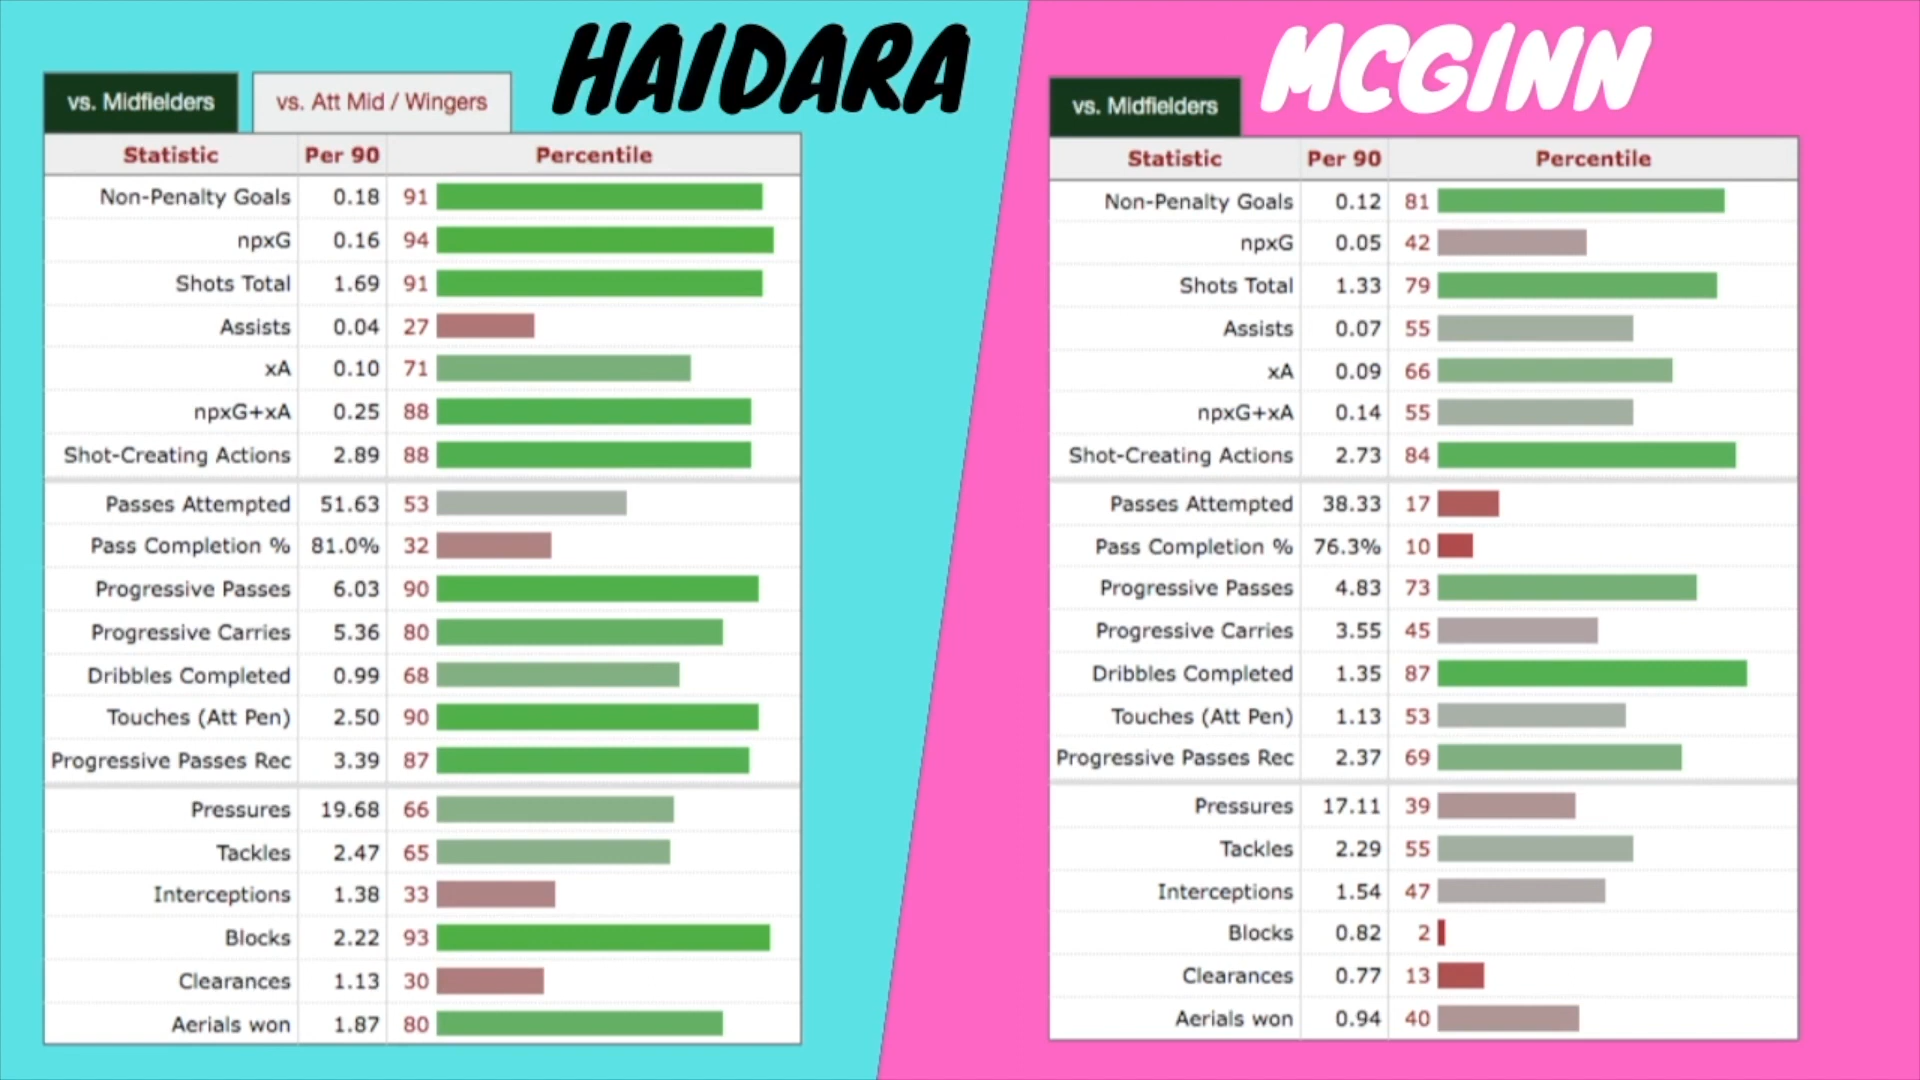 HAIDARA
vs. Midfielders vs. Att Mid / Wingers
Statistic Per 90 Percentile
Non-Penalty Goals 0.18 91
npxG 0.16 94
Shots Total 1.69 91
Assists 0.04 27
xA 0.10 71
npxG+xA 0.25 88
Shot-Creating Actions 2.89 88
Passes Attempted 51.63 53
Pass Completion % 81.0% 32
Progressive Passes 6.03 90
Progressive Carries 5.36 80
Dribbles Completed 0.99 68
Touches (Att Pen) 2.50 90
Progressive Passes Rec 3.39 87
Pressures 19.68 66
Tackles 2.47 65
Interceptions 1.38 33
Blocks 2.22 93
Clearances 1.13 30
Aerials won 1.87 80
MCGINN
vs. Midfielders
Statistic Per 90 Percentile
Non-Penalty Goals 0.12 81
npxG 0.05 42
Shots Total 1.33 79
Assists 0.07 55
xA 0.09 66
npxG+xA 0.14 55
Shot-Creating Actions 2.73 84
Passes Attempted 38.33 17
Pass Completion % 76.3% 10
Progressive Passes 4.83 73
Progressive Carries 3.55 45
Dribbles Completed 1.35 87
Touches (Att Pen) 1.13 53
Progressive Passes Rec 2.37 69
Pressures 17.11 39
Tackles 2.29 55
Interceptions 1.54 47
Blocks 0.82 2
Clearances 0.77 13
Aerials won 0.94 40